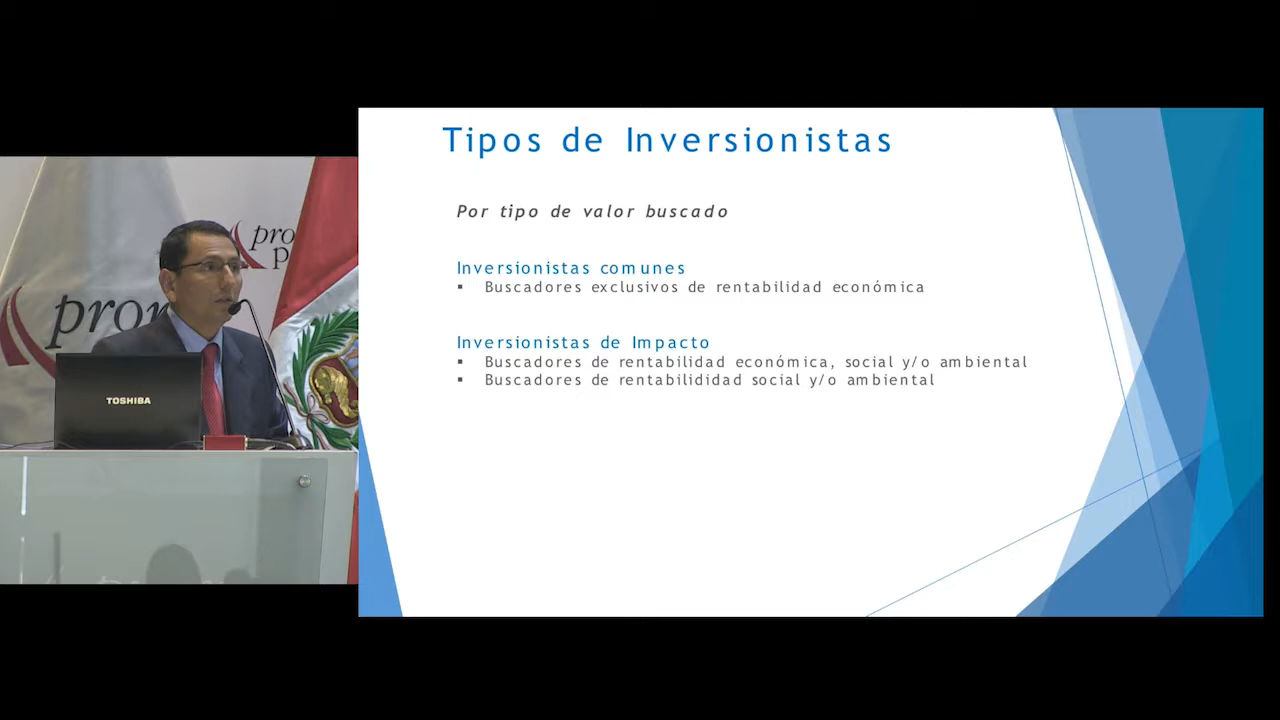 Tipos de Inversionistas
Por tipo de valor buscado
Inversionistas comunes
▪ Buscadores exclusivos de rentabilidad económica
Inversionistas de Impacto
▪ Buscadores de rentabilidad económica, social y/o ambiental
▪ Buscadores de rentabilididad social y/o ambiental
TOSHIBA